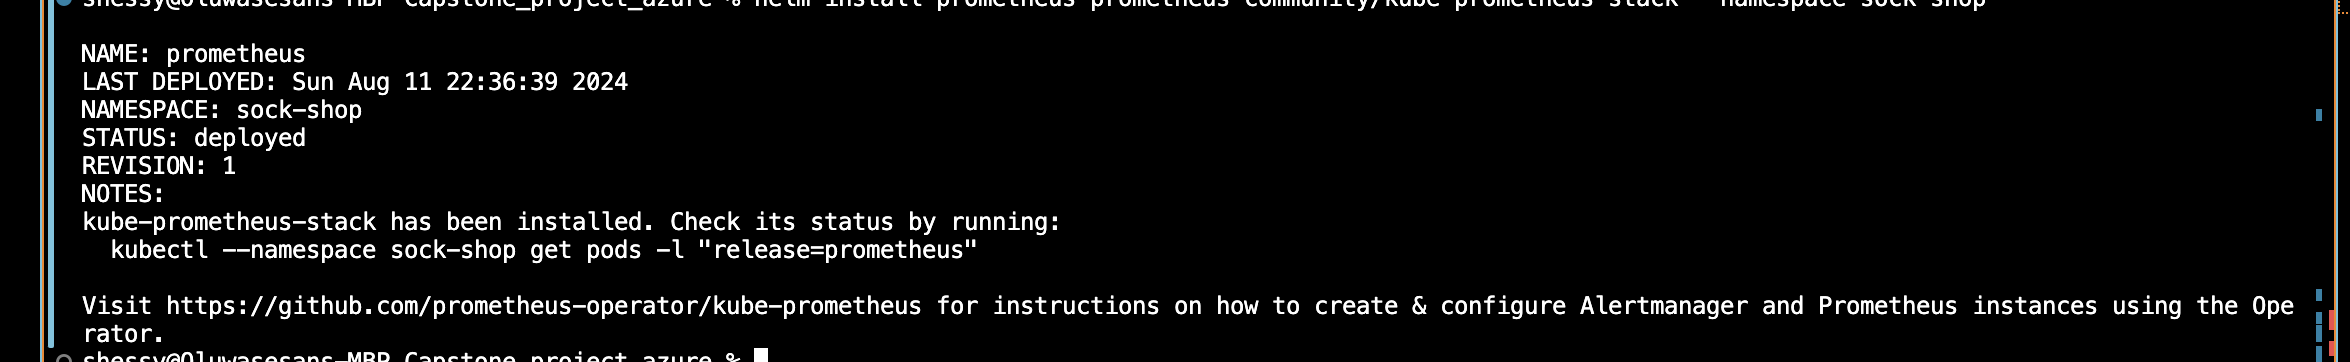 shessy@Oluwasesans-MBP Capstone_project_azure % helm install prometheus prometheus-community/kube-prometheus-stack --namespace sock-shop
NAME: prometheus
LAST DEPLOYED: Sun Aug 11 22:36:39 2024
NAMESPACE: sock-shop
STATUS: deployed
REVISION: 1
NOTES:
kube-prometheus-stack has been installed. Check its status by running:
kubectl --namespace sock-shop get pods -l "release=prometheus"
Visit https://github.com/prometheus-operator/kube-prometheus for instructions on how to create & configure Alertmanager and Prometheus instances using the Ope
rator.
shessy@Oluwasesans-MBP Capstone_project_azure %